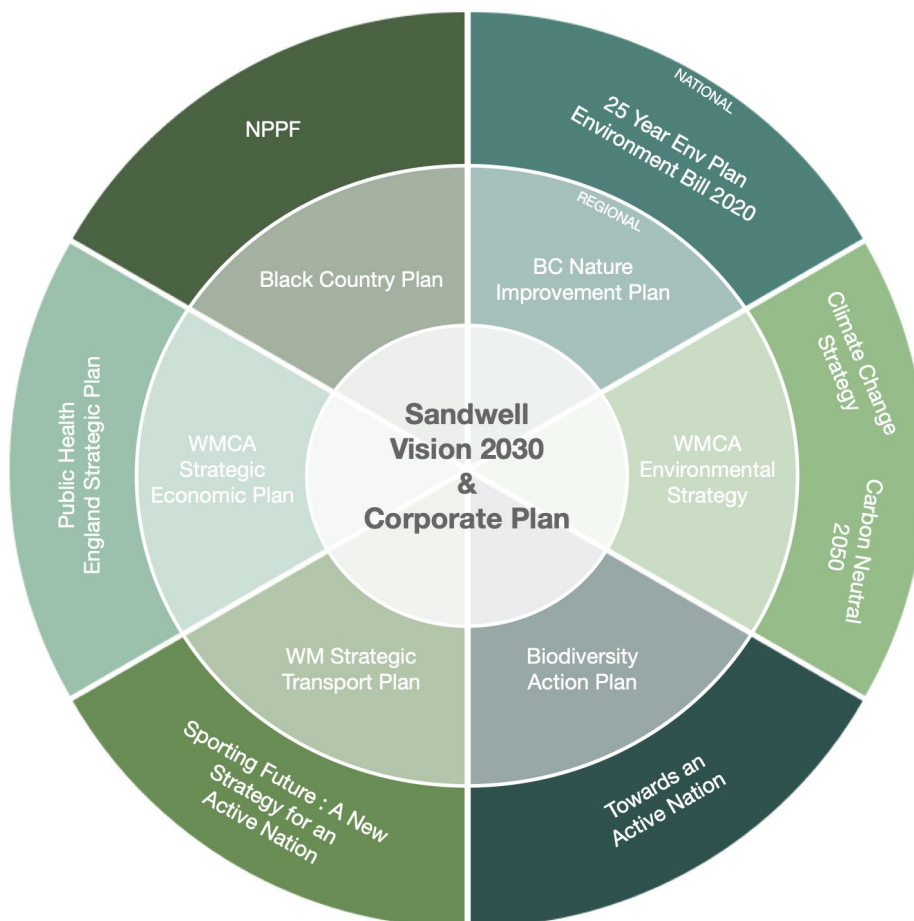 NATIONAL
25 Year Env Plan
Environment Bill 2020
NPPF
REGIONAL
Black Country Plan
BC Nature
Improvement Plan
Climate Change
Strategy
Carbon Neutral
2050
Public Health
England Strategic Plan
WMCA
Strategic
Economic Plan
Sandwell
Vision 2030
&
Corporate Plan
WMCA
Environmental
Strategy
WM Strategic
Transport Plan
Biodiversity
Action Plan
Sporting Future : A New
Strategy for an
Active Nation
Towards an
Active Nation